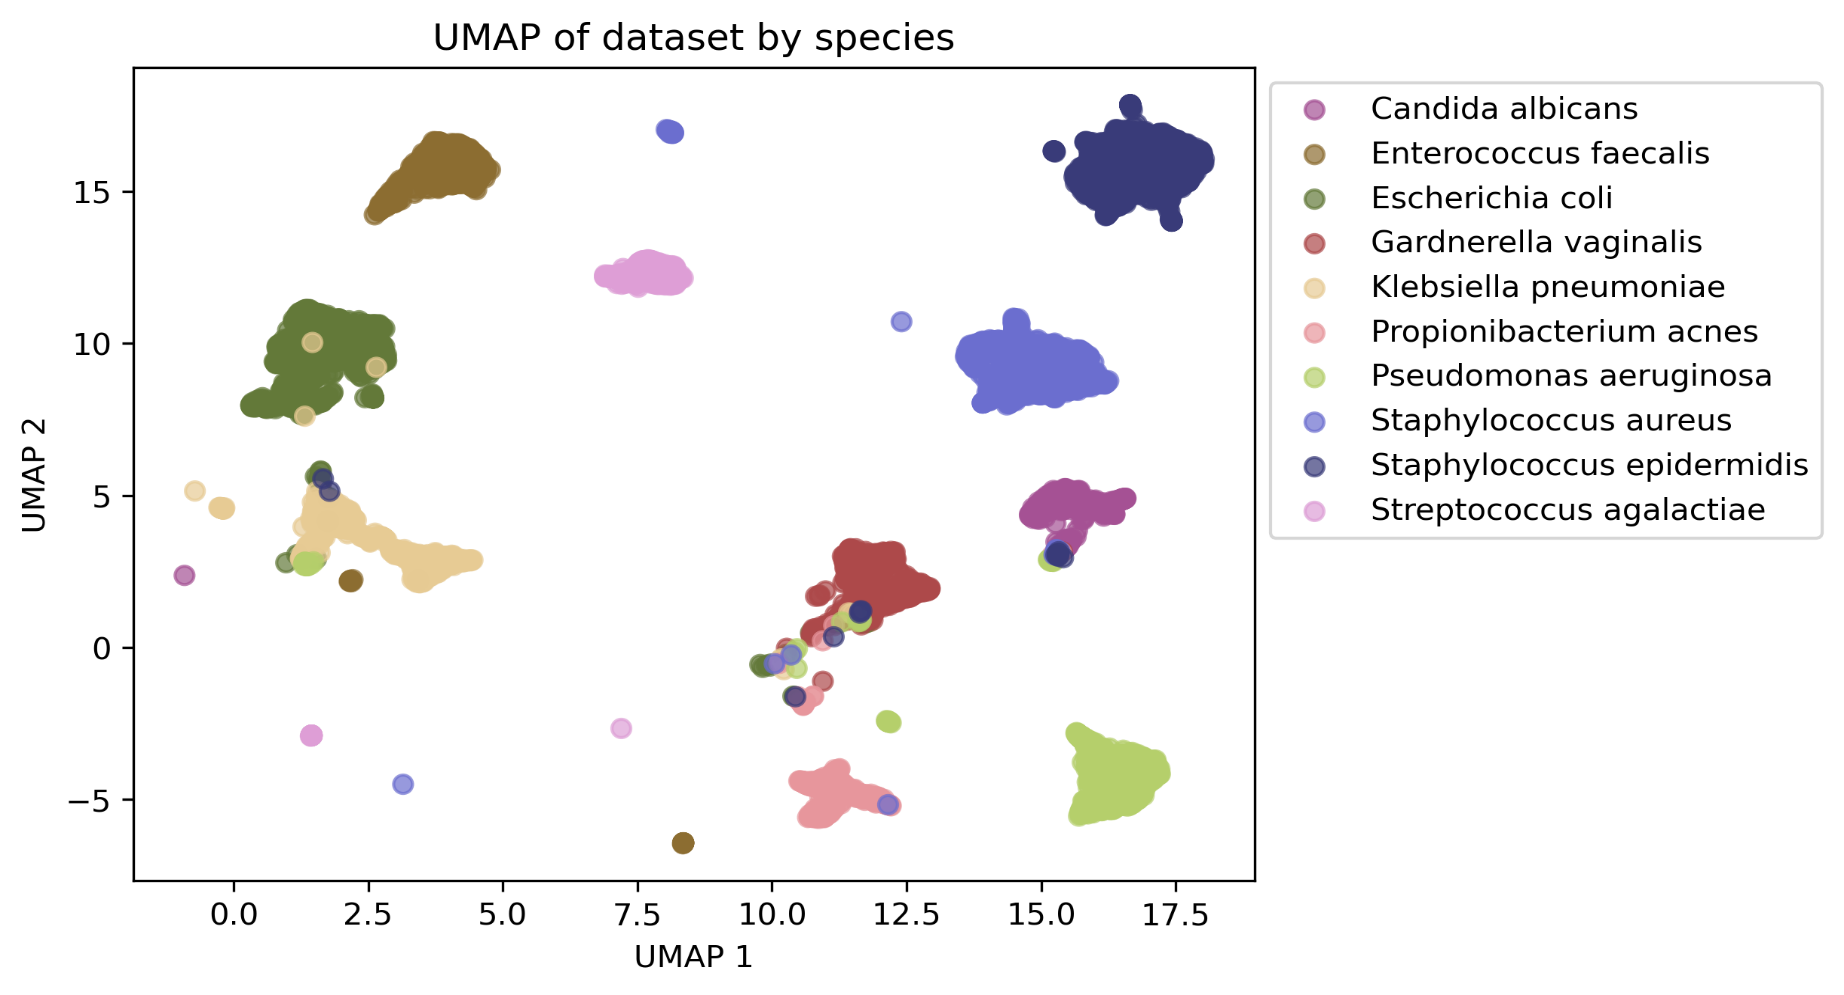 UMAP of dataset by species
Candida albicans
Enterococcus faecalis
Escherichia coli
Gardnerella vaginalis
Klebsiella pneumoniae
Propionibacterium acnes
Pseudomonas aeruginosa
Staphylococcus aureus
Staphylococcus epidermidis
Streptococcus agalactiae
UMAP 2
15
10
5
0
−5
0.0 2.5 5.0 7.5 10.0 12.5 15.0 17.5
UMAP 1